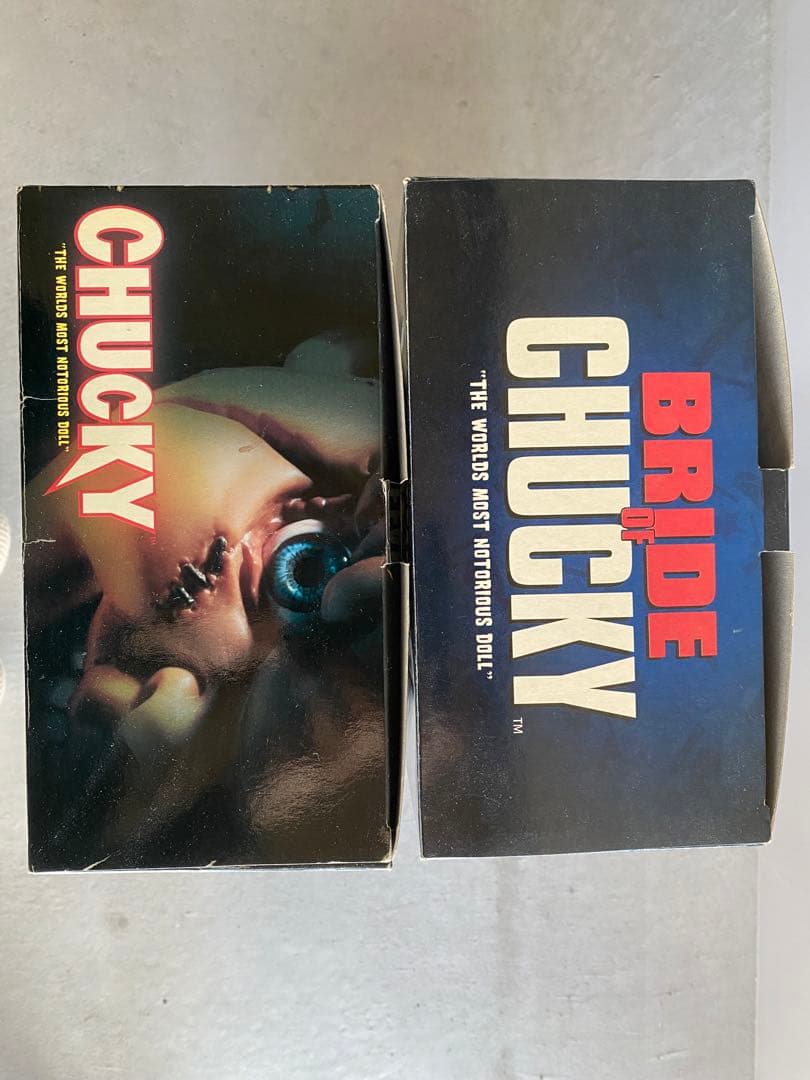 CHUCKY
"THE WORLDS MOST NOTORIOUS DOLL"
BRIDE
OF
CHUCKY
TM
"THE WORLDS MOST NOTORIOUS DOLL"